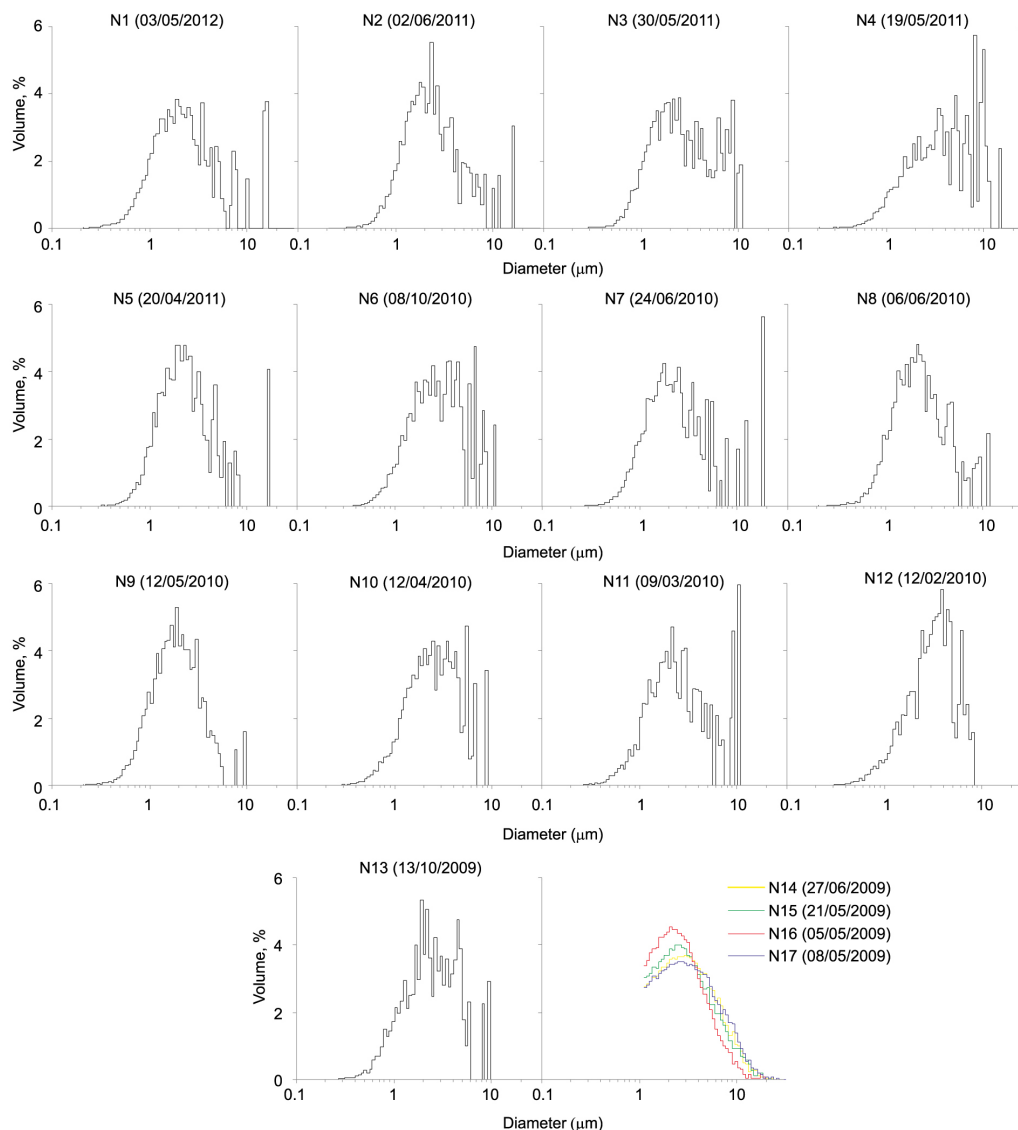 N1 (03/05/2012) N2 (02/06/2011) N3 (30/05/2011) N4 (19/05/2011)
6
4
2
0
Volume, %
0.1 1 10 0.1 1 10 0.1 1 10 0.1 1 10
Diameter (μm) Diameter (μm)
N5 (20/04/2011) N6 (08/10/2010) N7 (24/06/2010) N8 (06/06/2010)
6
4
2
0
Volume, %
0.1 1 10 0.1 1 10 0.1 1 10 0.1 1 10
Diameter (μm) Diameter (μm)
N9 (12/05/2010) N10 (12/04/2010) N11 (09/03/2010) N12 (12/02/2010)
6
4
2
0
Volume, %
0.1 1 10 0.1 1 10 0.1 1 10 0.1 1 10
Diameter (μm) Diameter (μm)
N13 (13/10/2009)
6
4
2
0
Volume, %
N14 (27/06/2009)
N15 (21/05/2009)
N16 (05/05/2009)
N17 (08/05/2009)
0.1 1 10 0.1 1 10
Diameter (μm) Diameter (μm)